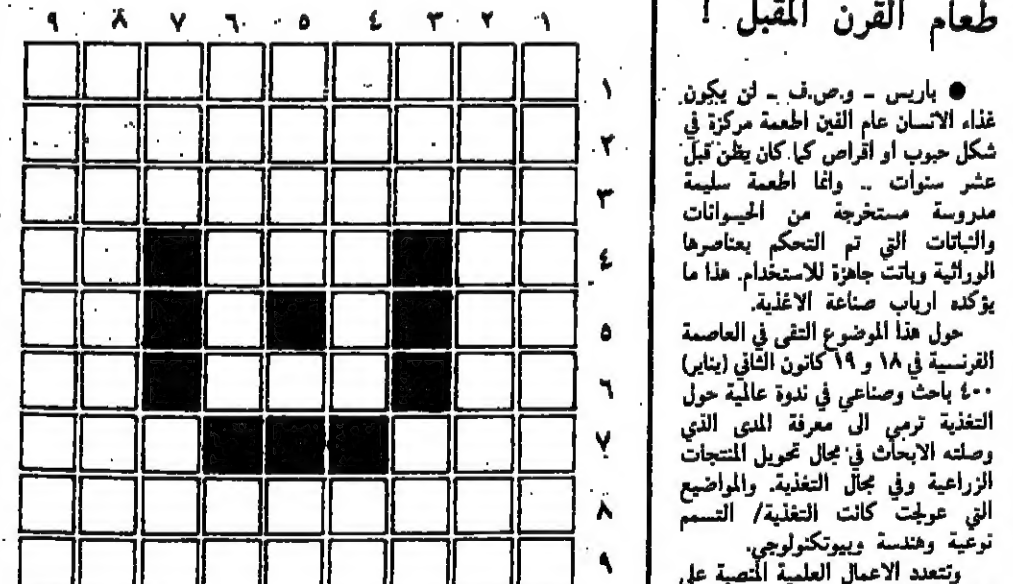 طعام القرن المقبل !
● باريس - و.ص.ف - لن يكون
غذاء الانسان عام الفين اطعمة مركزة في
شكل حبوب او اقراص كما كان يظن قبل
عشر سنوات .. وانما اطعمة سليمة
مدروسة مستخرجة من الحيوانات
والنباتات التي تم التحكم بعناصرها
الوراثية وباتت جاهزة للاستخدام. هذا ما
يؤكده ارباب صناعة الاغذية.
حول هذا الموضوع التقى في العاصمة
الفرنسية في ١٨ و ١٩ كانون الثاني (يناير)
٤٠٠ باحث وصناعي في ندوة عالمية حول
التغذية ترمي الى معرفة المدى الذي
وصلته الابحاث في مجال تحويل المنتجات
الزراعية وفي مجال التغذية. والمواضيع
التي عولجت كانت التغذية/ التسمم
نوعية وهندسة وبيوتكنولوجي.
وتتعدد الاعمال العلمية المنصبة على
٩ ٨ ٧ ٦ ٥ ٤ ٣ ٢ ١
١
٢
٣
٤
٥
٦
٧
٨
٩